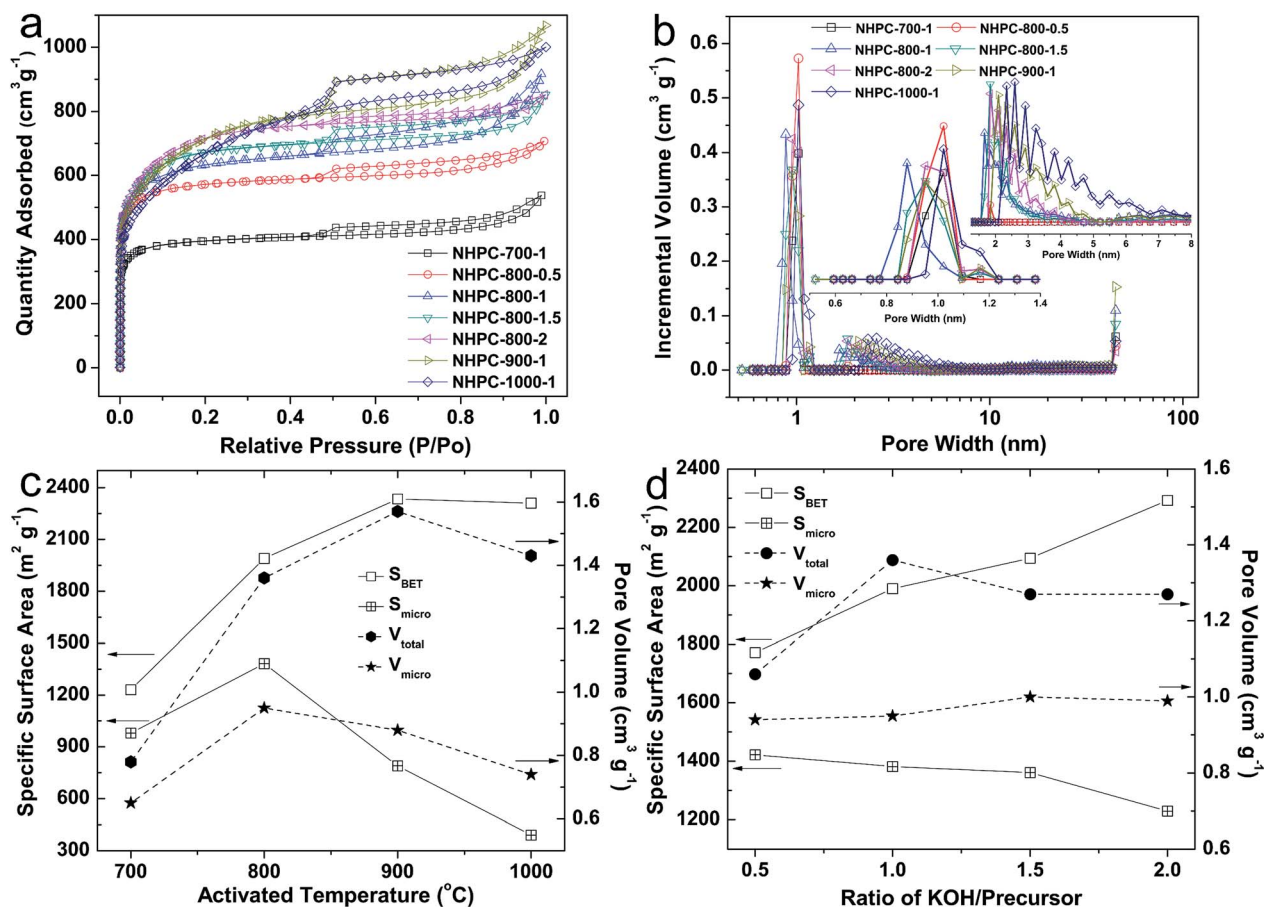 a
Quantity Adsorbed (cm³ g⁻¹)
1000
800
600
400
200
0
NHPC-700-1
NHPC-800-0.5
NHPC-800-1
NHPC-800-1.5
NHPC-800-2
NHPC-900-1
NHPC-1000-1
0.0 0.2 0.4 0.6 0.8 1.0
Relative Pressure (P/Po)
b
Incremental Volume (cm³ g⁻¹)
0.6
0.5
0.4
0.3
0.2
0.1
0.0
NHPC-700-1 NHPC-800-0.5
NHPC-800-1 NHPC-800-1.5
NHPC-800-2 NHPC-900-1
NHPC-1000-1
2 3 4 5 6 7 8
Pore Width (nm)
0.6 0.8 1.0 1.2 1.4
Pore Width (nm)
1 10 100
Pore Width (nm)
c
Specific Surface Area (m² g⁻¹)
2400
2100
1800
1500
1200
900
600
300
S_BET
S_micro
V_total
V_micro
1.6
1.4
1.2
1.0
0.8
0.6
Pore Volume (cm³ g⁻¹)
700 800 900 1000
Activated Temperature (°C)
d
Specific Surface Area (m² g⁻¹)
2400
2200
2000
1800
1600
1400
1200
S_BET
S_micro
V_total
V_micro
1.6
1.4
1.2
1.0
0.8
0.6
Pore Volume (cm³ g⁻¹)
0.5 1.0 1.5 2.0
Ratio of KOH/Precursor